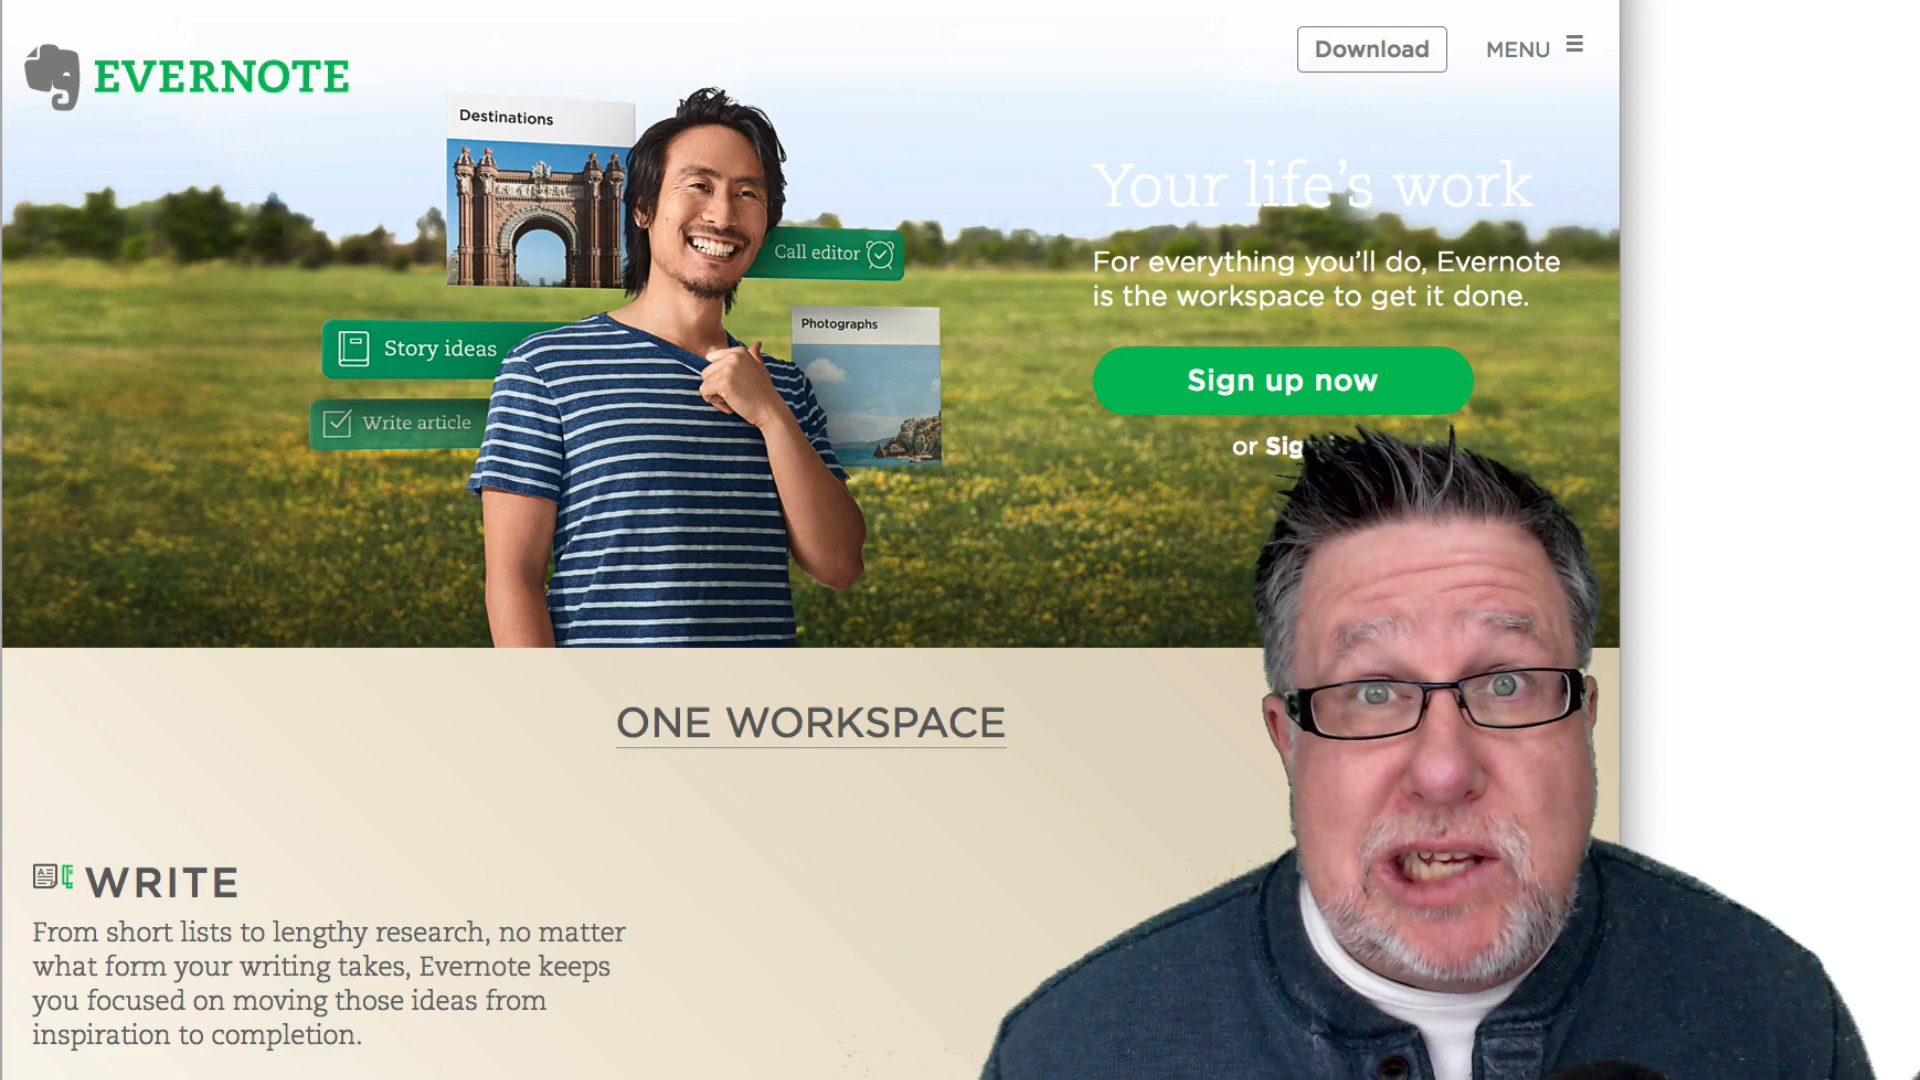 EVERNOTE
Download
MENU
Destinations
Call editor
Story ideas
Write article
Photographs
Your life's work
For everything you'll do, Evernote
is the workspace to get it done.
Sign up now
or
ONE WORKSPACE
WRITE
From short lists to lengthy research, no matter
what form your writing takes, Evernote keeps
you focused on moving those ideas from
inspiration to completion.